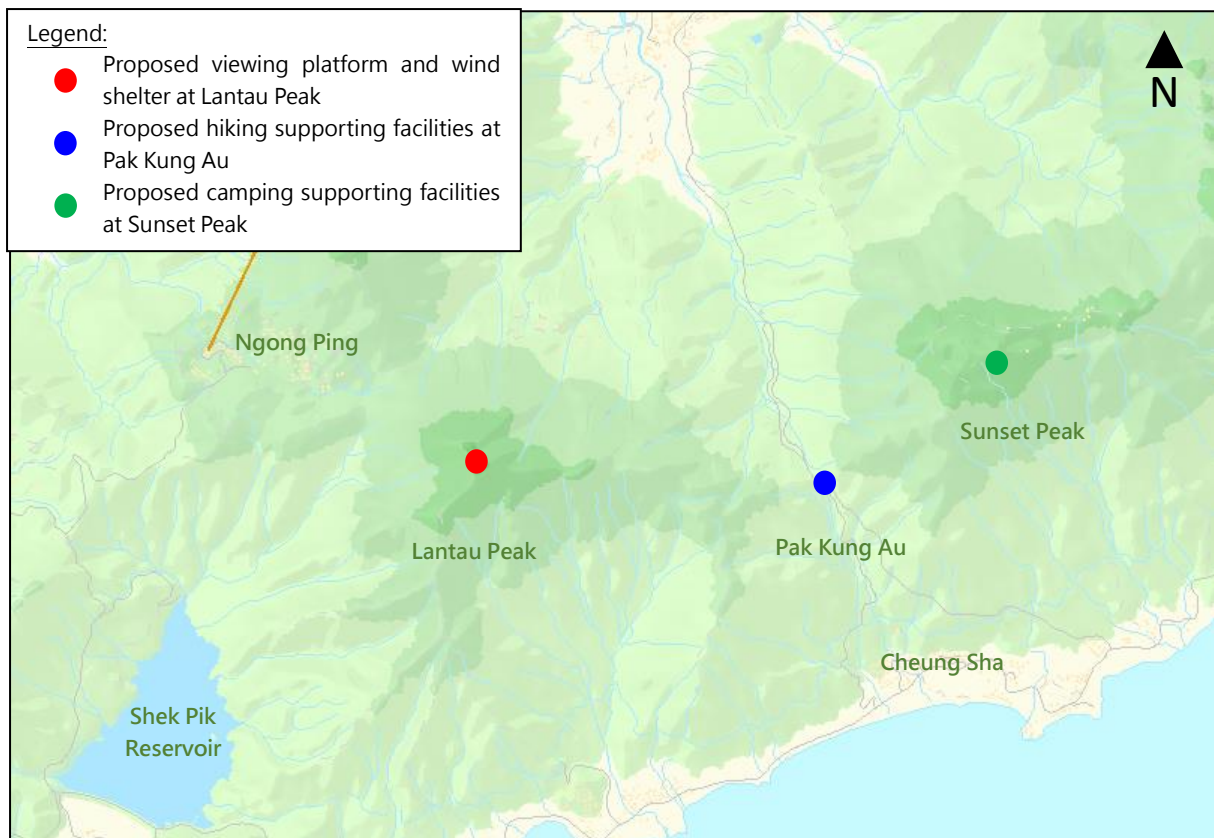 Legend:
Proposed viewing platform and wind
shelter at Lantau Peak
Proposed hiking supporting facilities at
Pak Kung Au
Proposed camping supporting facilities
at Sunset Peak
N
Ngong Ping
Sunset Peak
Lantau Peak
Pak Kung Au
Cheung Sha
Shek Pik
Reservoir